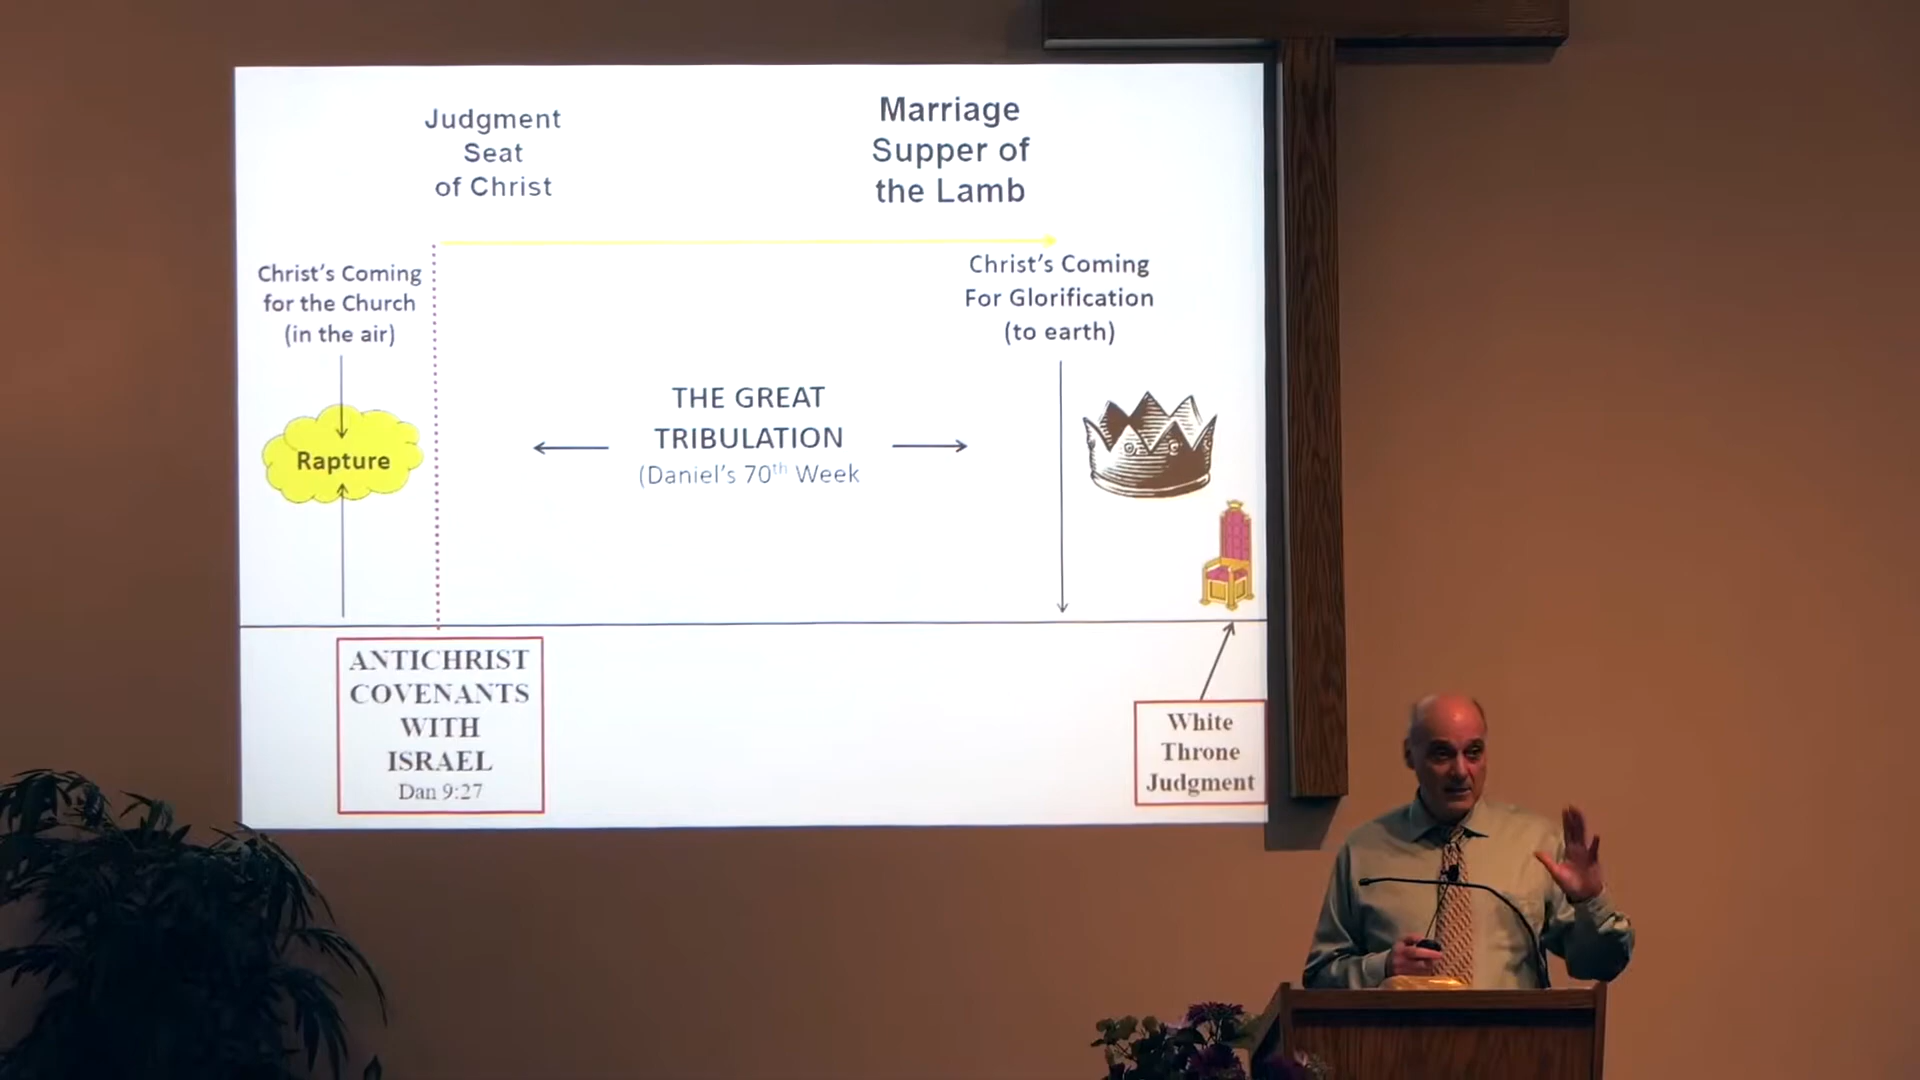 Judgment
Seat
of Christ
Marriage
Supper of
the Lamb
Christ's Coming
for the Church
(in the air)
Christ's Coming
For Glorification
(to earth)
Rapture
THE GREAT
TRIBULATION
(Daniel's 70th Week
ANTICHRIST
COVENANTS
WITH
ISRAEL
Dan 9:27
White
Throne
Judgment